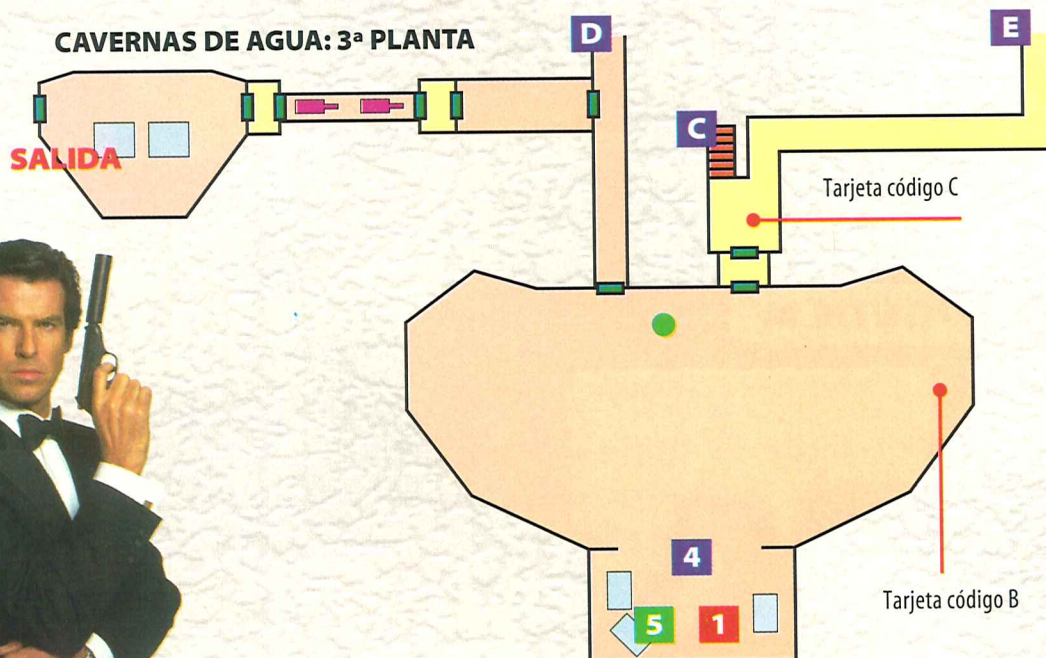 CAVERNAS DE AGUA: 3ª PLANTA
D
E
C
SALIDA
Tarjeta código C
4
Tarjeta código B
5
1